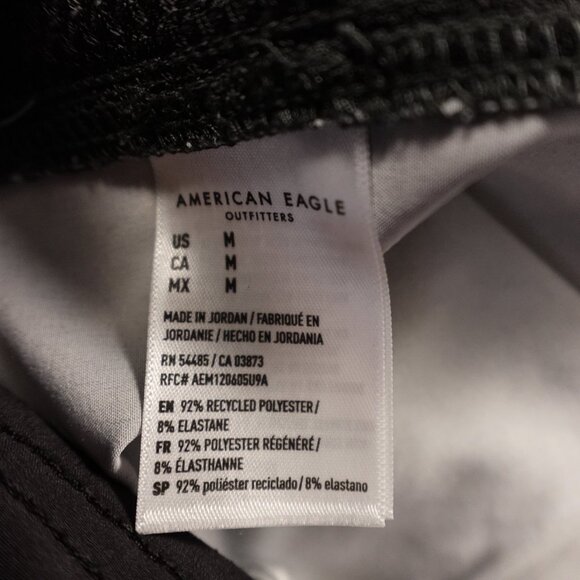 AMERICAN EAGLE
OUTFITTERS
US M
CA M
MX M
MADE IN JORDAN / FABRIQUÉ EN
JORDANIE / HECHO EN JORDANIA
RN 54485 / CA 03873
RFC# AEM120605U9A
EN 92% RECYCLED POLYESTER /
8% ELASTANE
FR 92% POLYESTER RÉGÉNÉRÉ /
8% ÉLASTHANNE
SP 92% poliéster reciclado / 8% elastano